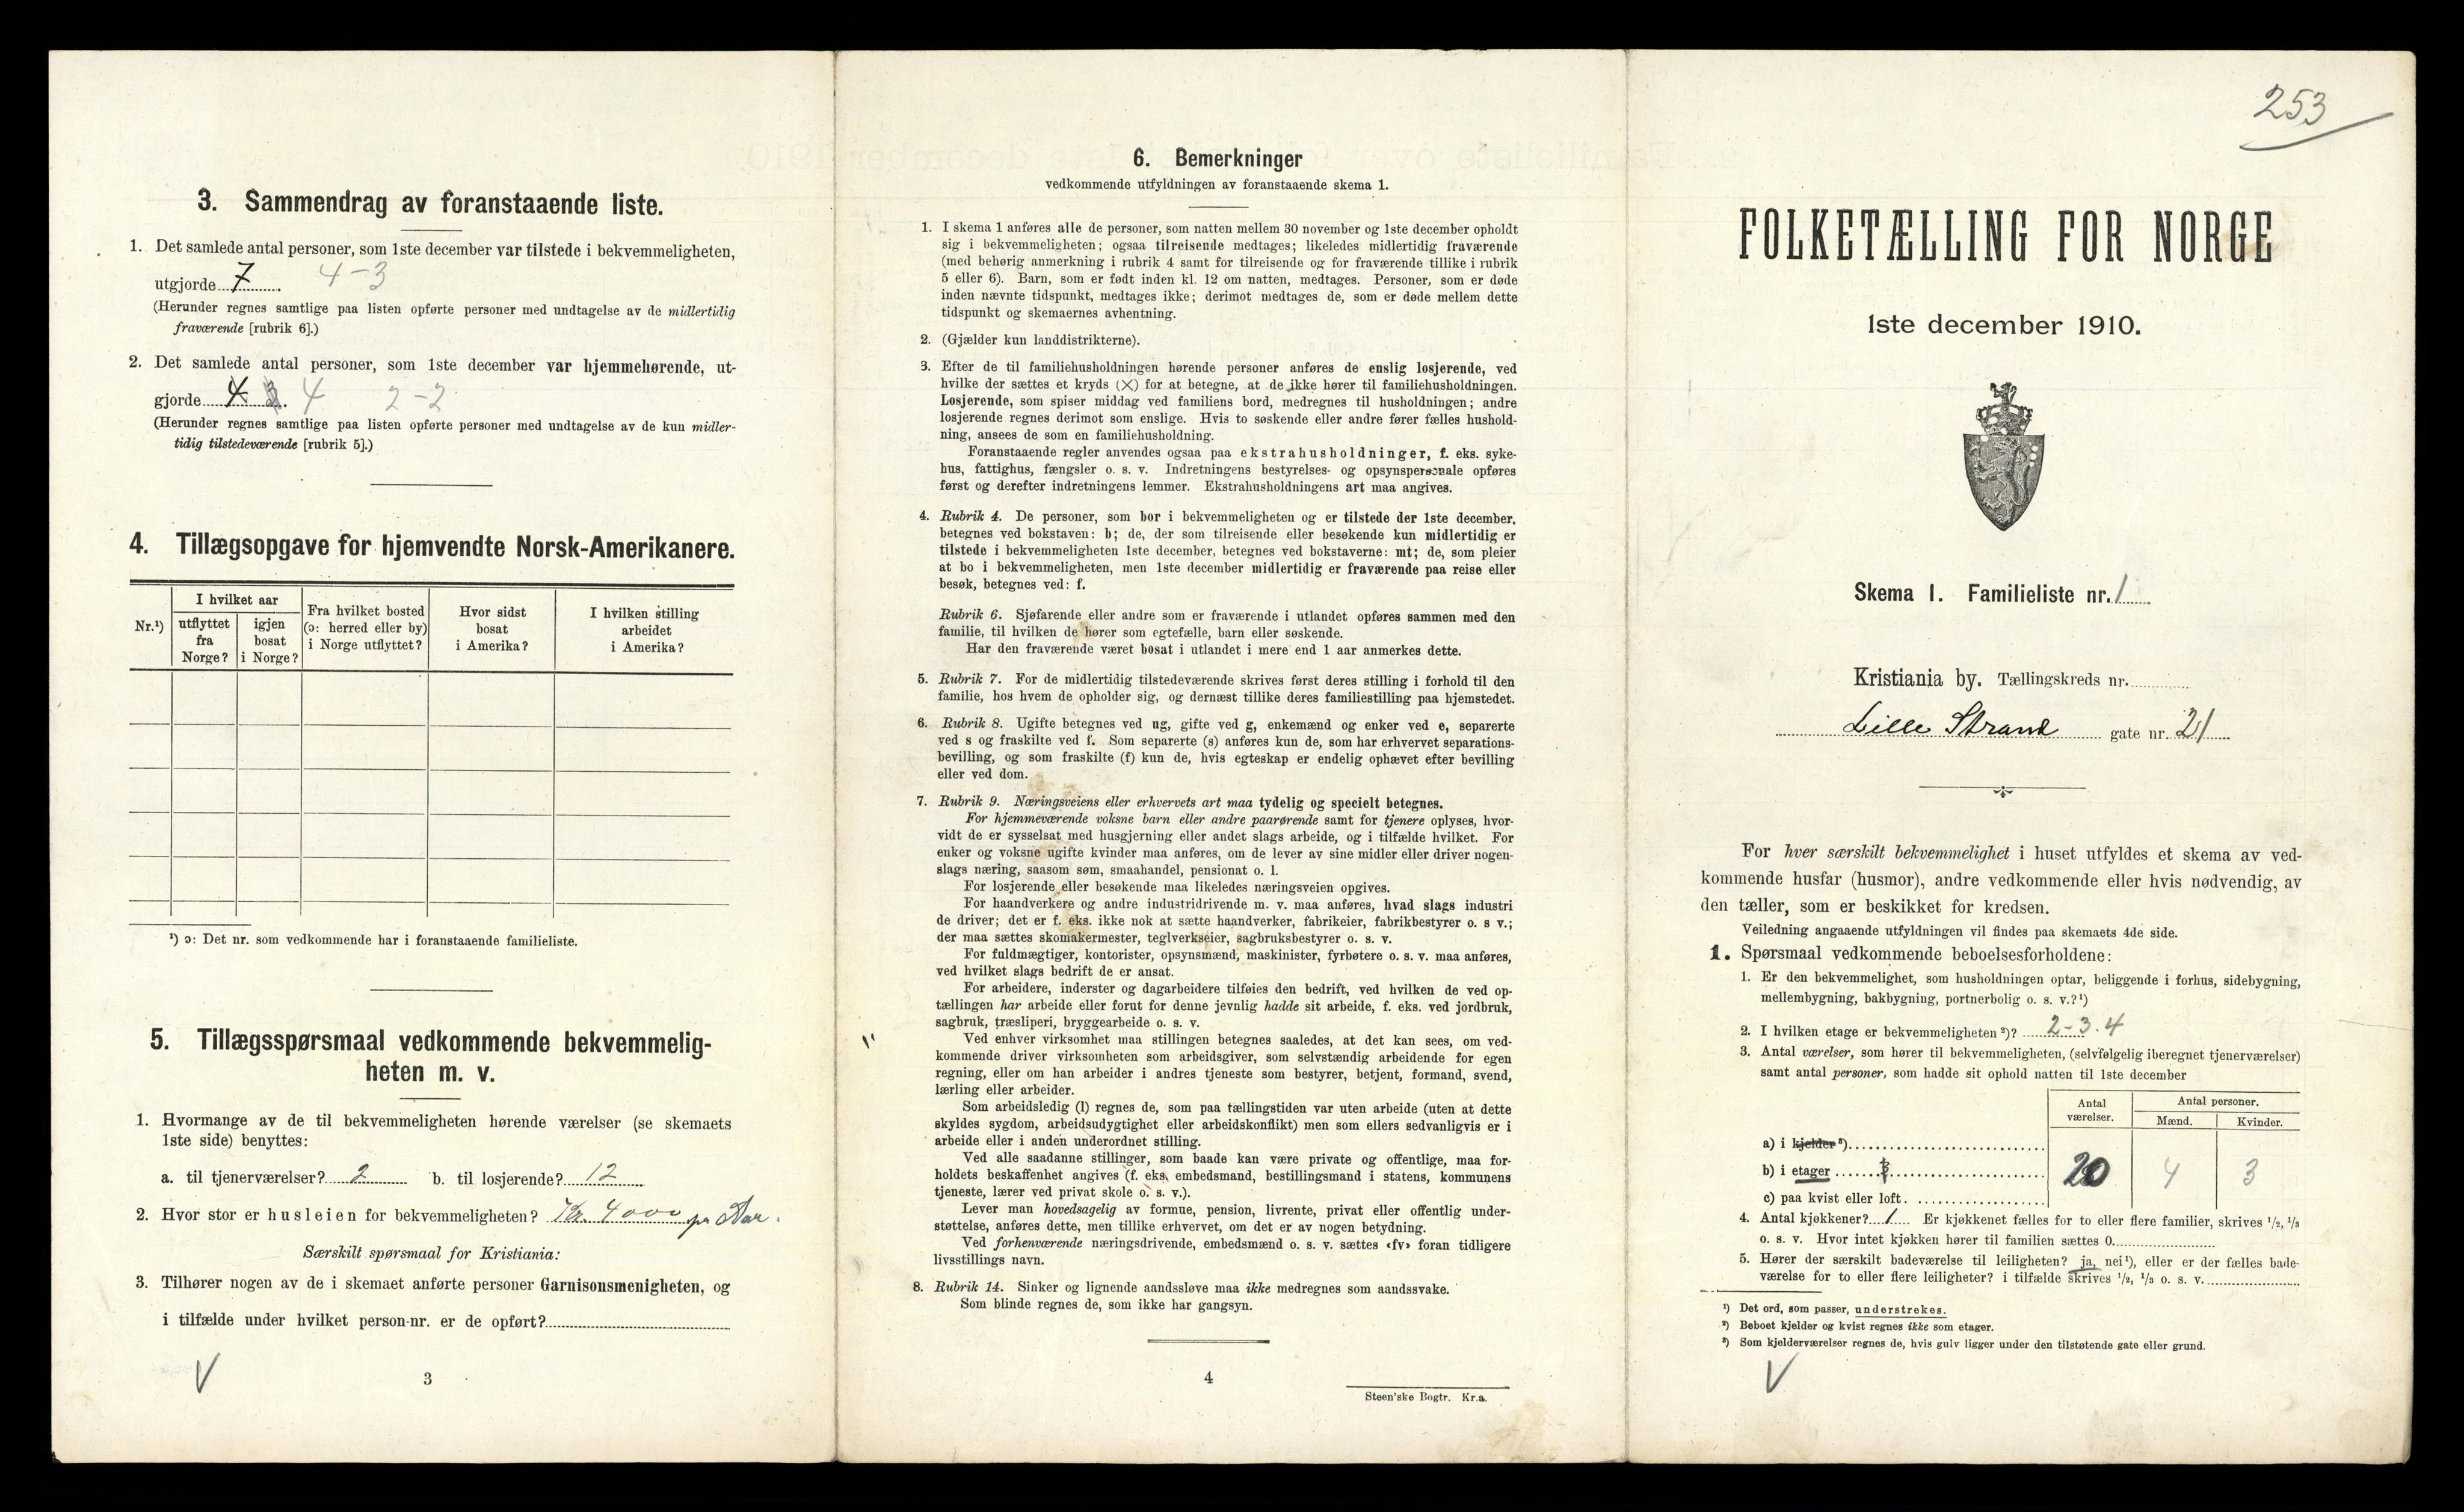 3. Sammendrag av foranstaaende liste.
1. Det samlede antal personer, som 1ste december var tilstede i bekvemmeligheten,
utgjorde 7 4-3
(Herunder regnes samtlige paa listen opførte personer med undtagelse av de midlertidig
fraværende [rubrik 6].)
2. Det samlede antal personer, som 1ste december var hjemmehørende, ut-
gjorde 4 4 2-2
(Herunder regnes samtlige paa listen opførte personer med undtagelse av de kun midler-
tidig tilstedeværende [rubrik 5].)
4. Tillægsopgave for hjemvendte Norsk-Amerikanere.
Nr.¹)
I hvilket aar
utflyttet fra Norge?
igjen bosat i Norge?
Fra hvilket bosted (ɔ: herred eller by) i Norge utflyttet?
Hvor sidst bosat i Amerika?
I hvilken stilling arbeidet i Amerika?
¹) ɔ: Det nr. som vedkommende har i foranstaaende familieliste.
5. Tillægsspørsmaal vedkommende bekvemmelig-
heten m. v.
1. Hvormange av de til bekvemmeligheten hørende værelser (se skemaets
1ste side) benyttes:
a. til tjenerværelser? 2 b. til losjerende? 12
2. Hvor stor er husleien for bekvemmeligheten? Kr. 4000 pr Aar.
Særskilt spørsmaal for Kristiania:
3. Tilhører nogen av de i skemaet anførte personer Garnisonsmenigheten, og
i tilfælde under hvilket person-nr. er de opført?
3
6. Bemerkninger
vedkommende utfyldningen av foranstaaende skema 1.
1. I skema 1 anføres alle de personer, som natten mellem 30 november og 1ste december opholdt
sig i bekvemmeligheten; ogsaa tilreisende medtages; likeledes midlertidig fraværende
(med behørig anmerkning i rubrik 4 samt for tilreisende og for fraværende tillike i rubrik
5 eller 6). Barn, som er født inden kl. 12 om natten, medtages. Personer, som er døde
inden nævnte tidspunkt, medtages ikke; derimot medtages de, som er døde mellem dette
tidspunkt og skemaernes avhentning.
2. (Gjælder kun landdistrikterne).
3. Efter de til familiehusholdningen hørende personer anføres de enslig losjerende, ved
hvilke der sættes et kryds (×) for at betegne, at de ikke hører til familiehusholdningen.
Losjerende, som spiser middag ved familiens bord, medregnes til husholdningen; andre
losjerende regnes derimot som enslige. Hvis to søskende eller andre fører fælles hushold-
ning, ansees de som en familiehusholdning.
Foranstaaende regler anvendes ogsaa paa ekstrahusholdninger, f. eks. syke-
hus, fattighus, fængsler o. s. v. Indretningens bestyrelses- og opsynspersonale opføres
først og derefter indretningens lemmer. Ekstrahusholdningens art maa angives.
4. Rubrik 4. De personer, som bor i bekvemmeligheten og er tilstede der 1ste december,
betegnes ved bokstaven: b; de, der som tilreisende eller besøkende kun midlertidig er
tilstede i bekvemmeligheten 1ste december, betegnes ved bokstaverne: mt; de, som pleier
at bo i bekvemmeligheten, men 1ste december midlertidig er fraværende paa reise eller
besøk, betegnes ved: f.
Rubrik 6. Sjøfarende eller andre som er fraværende i utlandet opføres sammen med den
familie, til hvilken de hører som egtefælle, barn eller søskende.
Har den fraværende været bosat i utlandet i mere end 1 aar anmerkes dette.
5. Rubrik 7. For de midlertidig tilstedeværende skrives først deres stilling i forhold til den
familie, hos hvem de opholder sig, og dernæst tillike deres familiestilling paa hjemstedet.
6. Rubrik 8. Ugifte betegnes ved ug, gifte ved g, enkemænd og enker ved e, separerte
ved s og fraskilte ved f. Som separerte (s) anføres kun de, som har erhvervet separations-
bevilling, og som fraskilte (f) kun de, hvis egteskap er endelig ophævet efter bevilling
eller ved dom.
7. Rubrik 9. Næringsveiens eller erhvervets art maa tydelig og specielt betegnes.
For hjemmeværende voksne barn eller andre paarørende samt for tjenere oplyses, hvor-
vidt de er sysselsat med husgjerning eller andet slags arbeide, og i tilfælde hvilket. For
enker og voksne ugifte kvinder maa anføres, om de lever av sine midler eller driver nogen-
slags næring, saasom søm, smaahandel, pensionat o. l.
For losjerende eller besøkende maa likeledes næringsveien opgives.
For haandverkere og andre industridrivende m. v. maa anføres, hvad slags industri
de driver; det er f. eks. ikke nok at sætte haandverker, fabrikeier, fabrikbestyrer o. s v.;
der maa sættes skomakermester, teglverkseier, sagbruksbestyrer o. s. v.
For fuldmægtiger, kontorister, opsynsmænd, maskinister, fyrbøtere o. s. v. maa anføres,
ved hvilket slags bedrift de er ansat.
For arbeidere, inderster og dagarbeidere tilføies den bedrift, ved hvilken de ved op-
tællingen har arbeide eller forut for denne jevnlig hadde sit arbeide, f. eks. ved jordbruk,
sagbruk, træsliperi, bryggearbeide o. s. v.
Ved enhver virksomhet maa stillingen betegnes saaledes, at det kan sees, om ved-
kommende driver virksomheten som arbeidsgiver, som selvstændig arbeidende for egen
regning, eller om han arbeider i andres tjeneste som bestyrer, betjent, formand, svend,
lærling eller arbeider.
Som arbeidsledig (l) regnes de, som paa tællingstiden var uten arbeide (uten at dette
skyldes sygdom, arbeidsudygtighet eller arbeidskonflikt) men som ellers sedvanligvis er i
arbeide eller i anden underordnet stilling.
Ved alle saadanne stillinger, som baade kan være private og offentlige, maa for-
holdets beskaffenhet angives (f. eks. embedsmand, bestillingsmand i statens, kommunens
tjeneste, lærer ved privat skole o. s. v.).
Lever man hovedsagelig av formue, pension, livrente, privat eller offentlig under-
støttelse, anføres dette, men tillike erhvervet, om det er av nogen betydning.
Ved forhenværende næringsdrivende, embedsmænd o. s. v. sættes «fv» foran tidligere
livsstillings navn.
8. Rubrik 14. Sinker og lignende aandssløve maa ikke medregnes som aandssvake.
Som blinde regnes de, som ikke har gangsyn.
4
Steen'ske Bogtr. Kr.a.
253
FOLKETÆLLING FOR NORGE
1ste december 1910.
Skema I. Familieliste nr. 1
Kristiania by. Tællingskreds nr.
Lille Strand gate nr. 21
For hver særskilt bekvemmelighet i huset utfyldes et skema av ved-
kommende husfar (husmor), andre vedkommende eller hvis nødvendig, av
den tæller, som er beskikket for kredsen.
Veiledning angaaende utfyldningen vil findes paa skemaets 4de side.
1. Spørsmaal vedkommende beboelsesforholdene:
1. Er den bekvemmelighet, som husholdningen optar, beliggende i forhus, sidebygning,
mellembygning, bakbygning, portnerbolig o. s. v.?¹)
2. I hvilken etage er bekvemmeligheten²)? 2-3.4
3. Antal værelser, som hører til bekvemmeligheten, (selvfølgelig iberegnet tjenerværelser)
samt antal personer, som hadde sit ophold natten til 1ste december
Antal værelser.
Antal personer.
Mænd. Kvinder.
a) i kjelder³)
b) i etager 20 4 3
c) paa kvist eller loft.
4. Antal kjøkkener? 1 Er kjøkkenet fælles for to eller flere familier, skrives ¹/₂, ¹/₃
o. s. v. Hvor intet kjøkken hører til familien sættes 0.
5. Hører der særskilt badeværelse til leiligheten? ja, nei¹), eller er der fælles bade-
værelse for to eller flere leiligheter? i tilfælde skrives ¹/₂, ¹/₃ o. s. v.
¹) Det ord, som passer, understrekes.
²) Beboet kjelder og kvist regnes ikke som etager.
³) Som kjelderværelser regnes de, hvis gulv ligger under den tilstøtende gate eller grund.